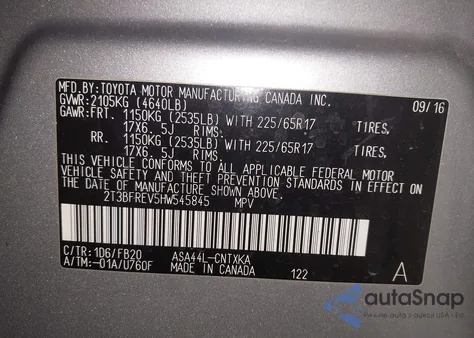 MFD.BY:TOYOTA MOTOR MANUFACTURING CANADA INC.
GVWR: 2105KG (4640LB) 09/16
GAWR:FRT. 1150KG (2535LB) WITH 225/65R17 TIRES,
17X6. 5J RIMS.
RR. 1150KG (2535LB) WITH 225/65R17 TIRES,
17X6. 5J RIMS.
THIS VEHICLE CONFORMS TO ALL APPLICABLE FEDERAL MOTOR
VEHICLE SAFETY AND THEFT PREVENTION STANDARDS IN
EFFECT ON THE DATE OF MANUFACTURE SHOWN ABOVE.
2T3BFREV5HW545845 MPV
C/TR:1D6/FB20 ASA44L-CNTXKA
A/TM:-01A/U760F MADE IN CANADA 122 A
autoSnap